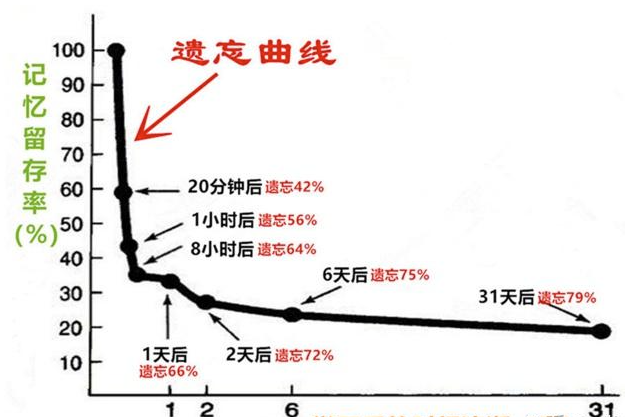 遗忘曲线
记忆留存率(%)
100
90
80
70
60
50
40
30
20
10
20分钟后 遗忘42%
1小时后 遗忘56%
8小时后 遗忘64%
6天后 遗忘75%
31天后 遗忘79%
1天后
遗忘66%
2天后 遗忘72%
1 2 6 31